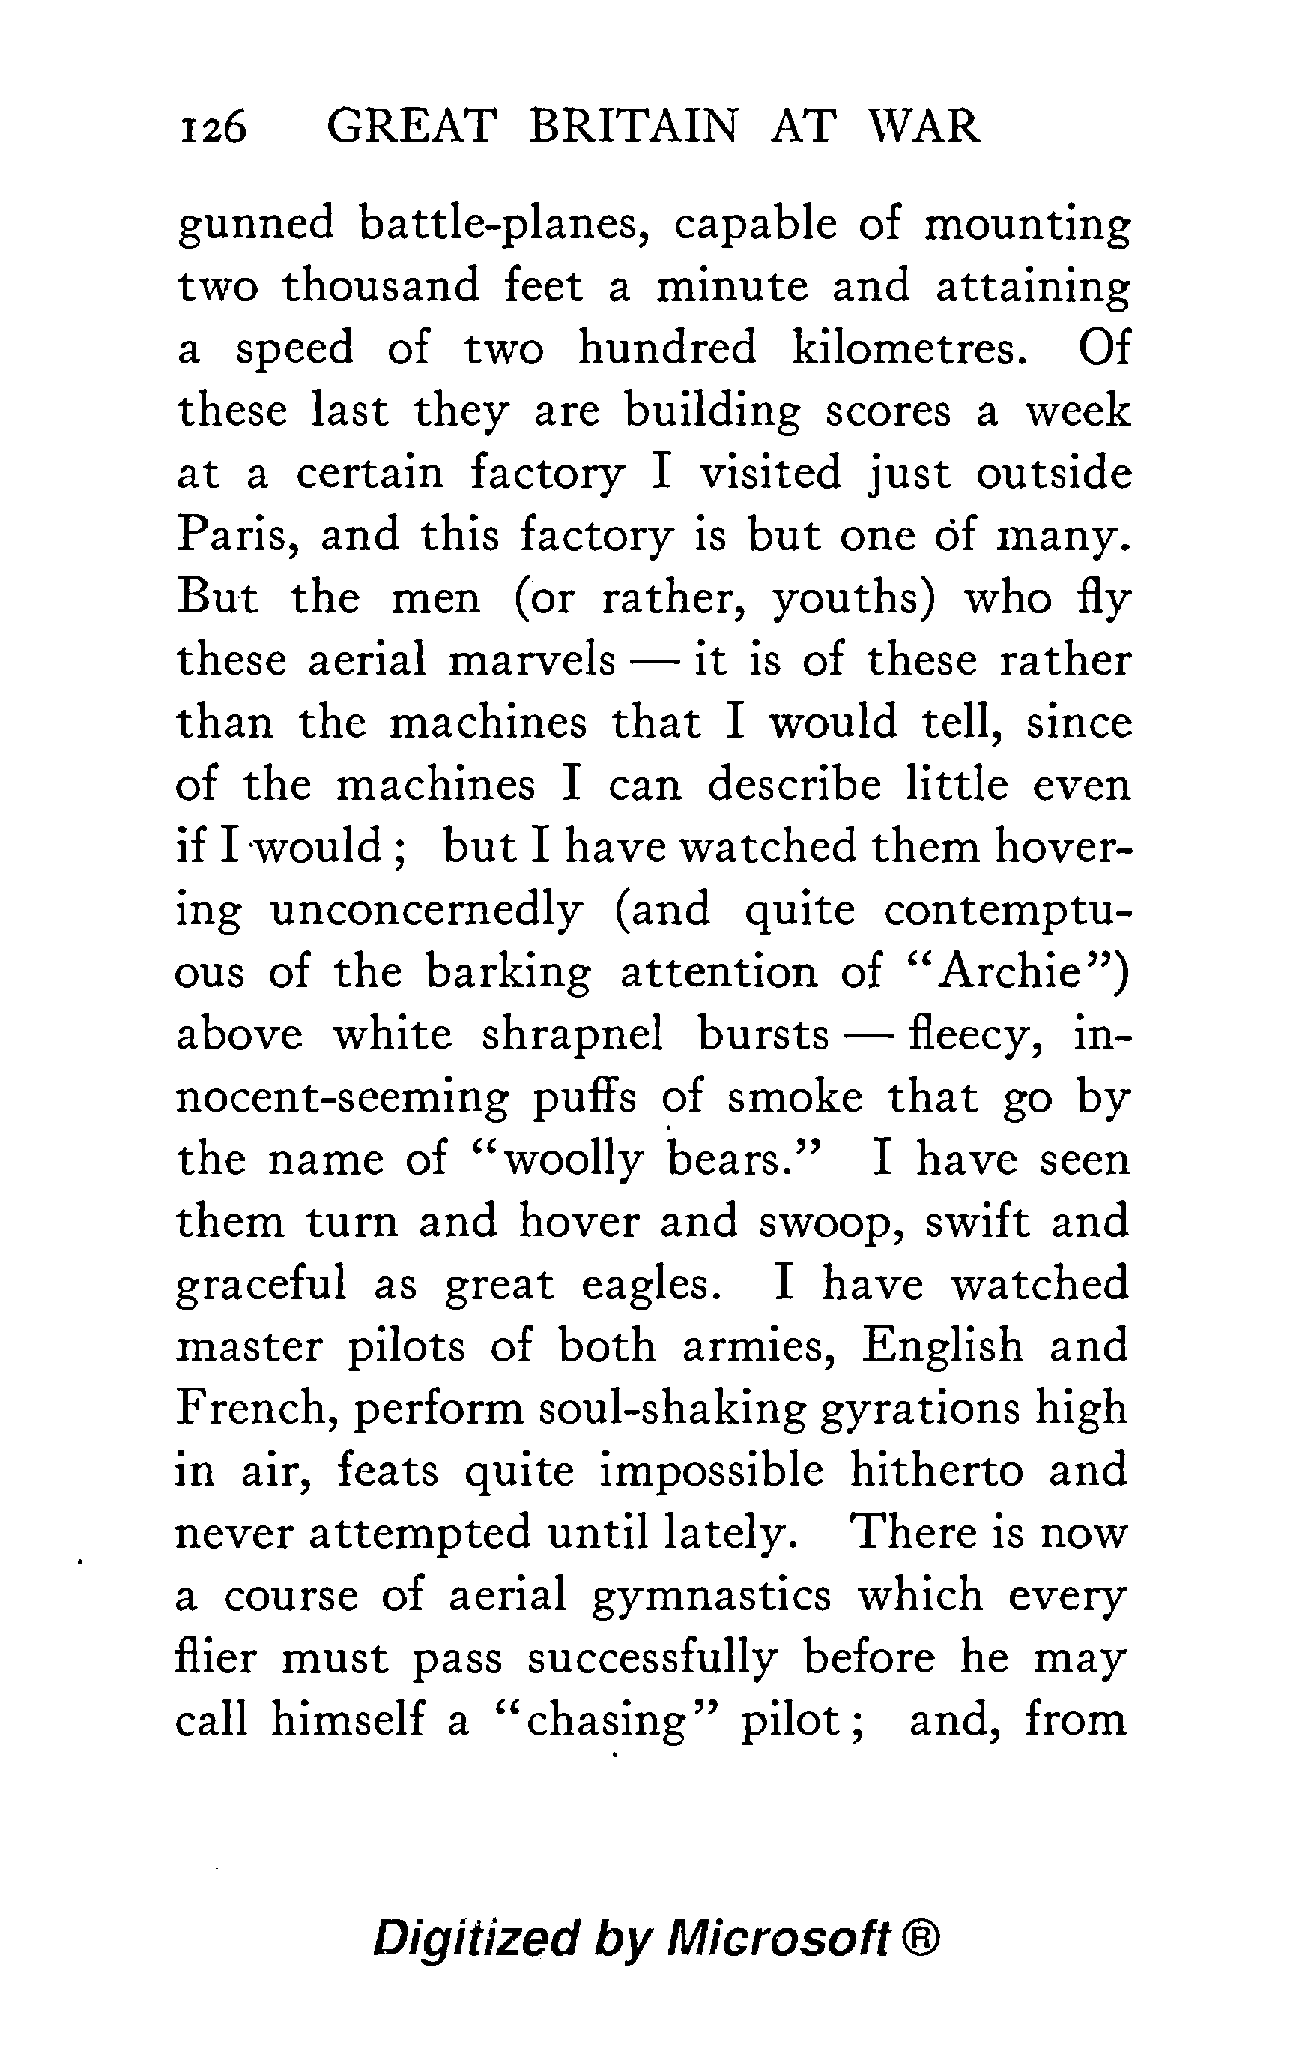 126 GREAT BRITAIN AT WAR
gunned battle-planes, capable of mounting
two thousand feet a minute and attaining
a speed of two hundred kilometres. Of
these last they are building scores a week
at a certain factory I visited just outside
Paris, and this factory is but one of many.
But the men (or rather, youths) who fly
these aerial marvels — it is of these rather
than the machines that I would tell, since
of the machines I can describe little even
if I would ; but I have watched them hover-
ing unconcernedly (and quite contemptu-
ous of the barking attention of “Archie”)
above white shrapnel bursts — fleecy, in-
nocent-seeming puffs of smoke that go by
the name of “woolly bears.” I have seen
them turn and hover and swoop, swift and
graceful as great eagles. I have watched
master pilots of both armies, English and
French, perform soul-shaking gyrations high
in air, feats quite impossible hitherto and
never attempted until lately. There is now
a course of aerial gymnastics which every
flier must pass successfully before he may
call himself a “chasing” pilot ; and, from
Digitized by Microsoft ®